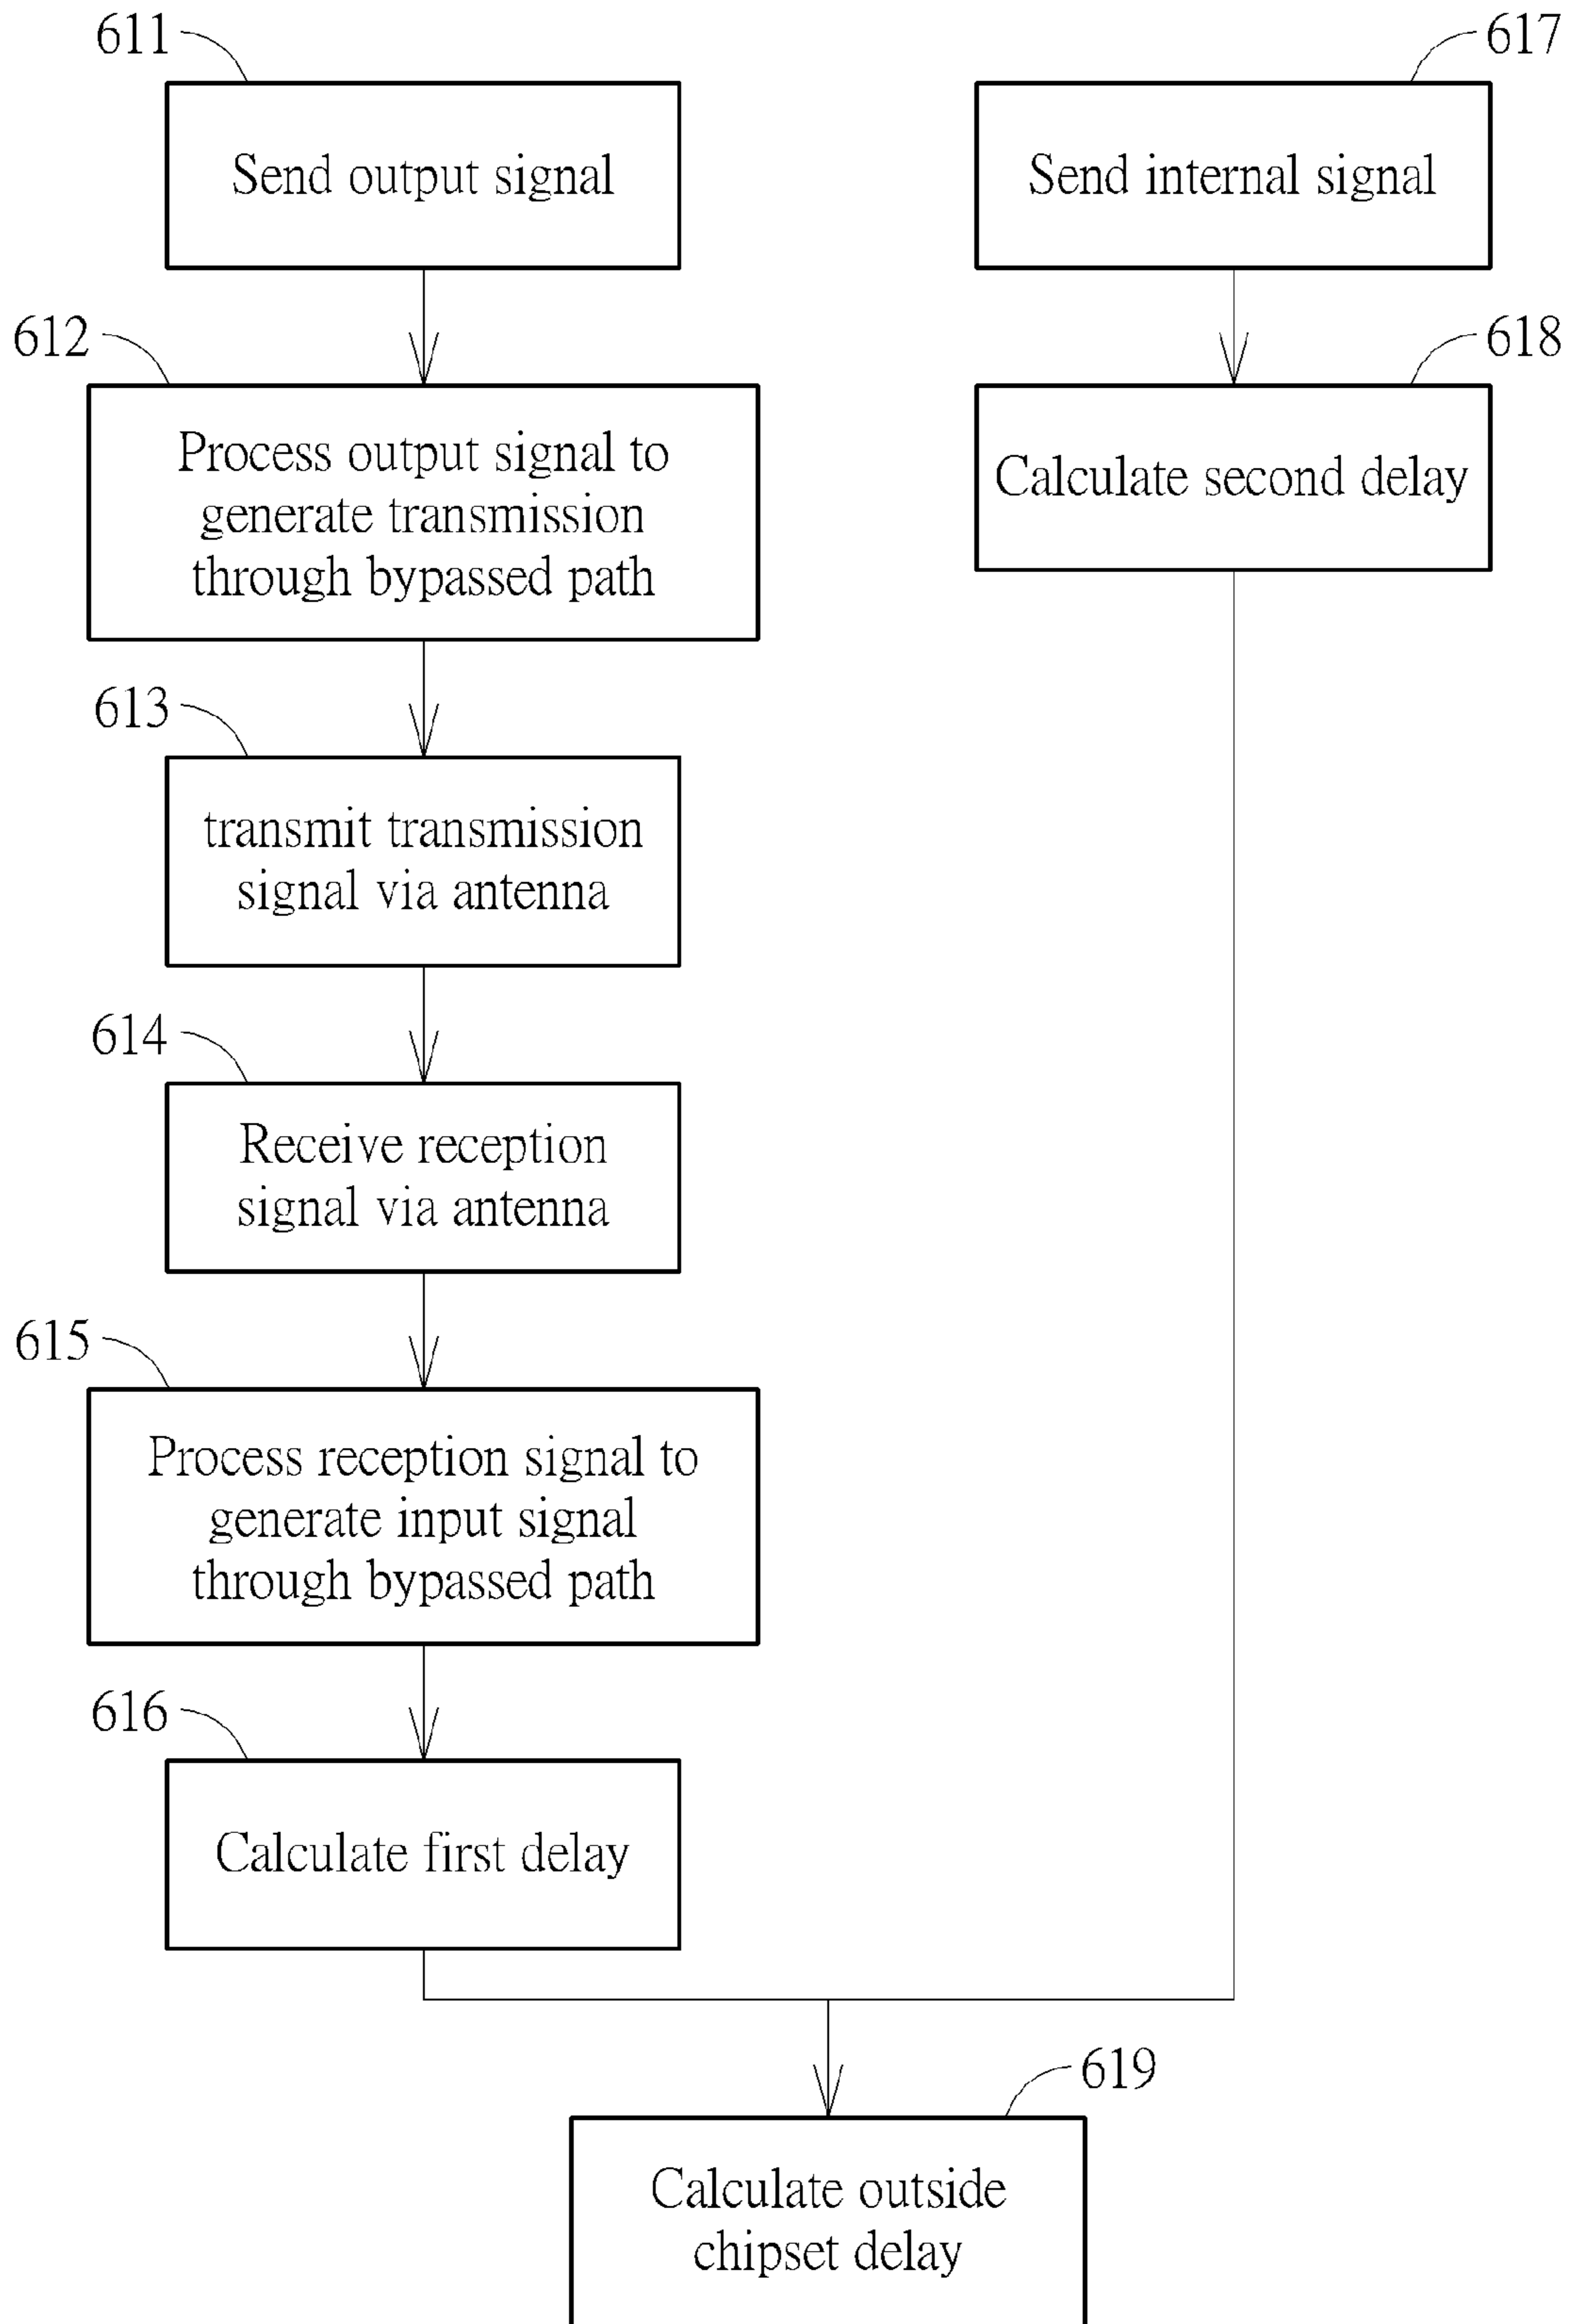 611
Send output signal
612
Process output signal to
generate transmission
through bypassed path
613
transmit transmission
signal via antenna
614
Receive reception
signal via antenna
615
Process reception signal to
generate input signal
through bypassed path
616
Calculate first delay
617
Send internal signal
618
Calculate second delay
619
Calculate outside
chipset delay